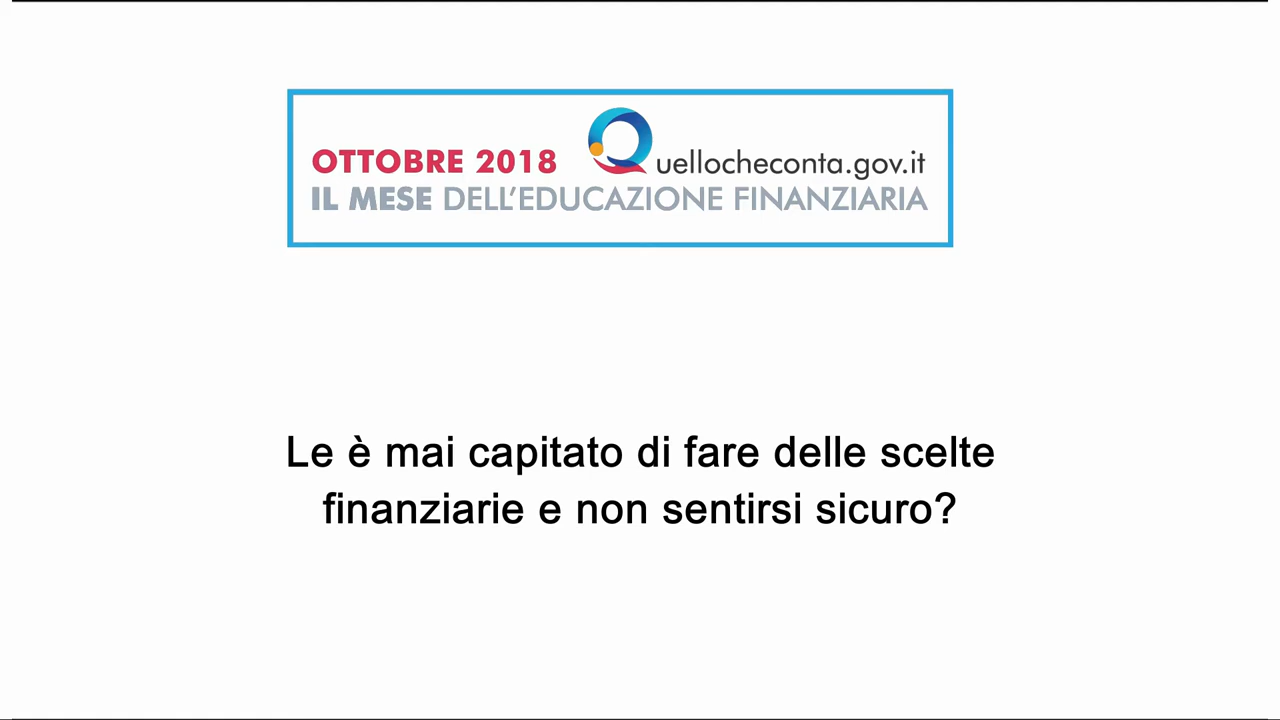 OTTOBRE 2018 Quellocheconta.gov.it
IL MESE DELL'EDUCAZIONE FINANZIARIA
Le è mai capitato di fare delle scelte
finanziarie e non sentirsi sicuro?